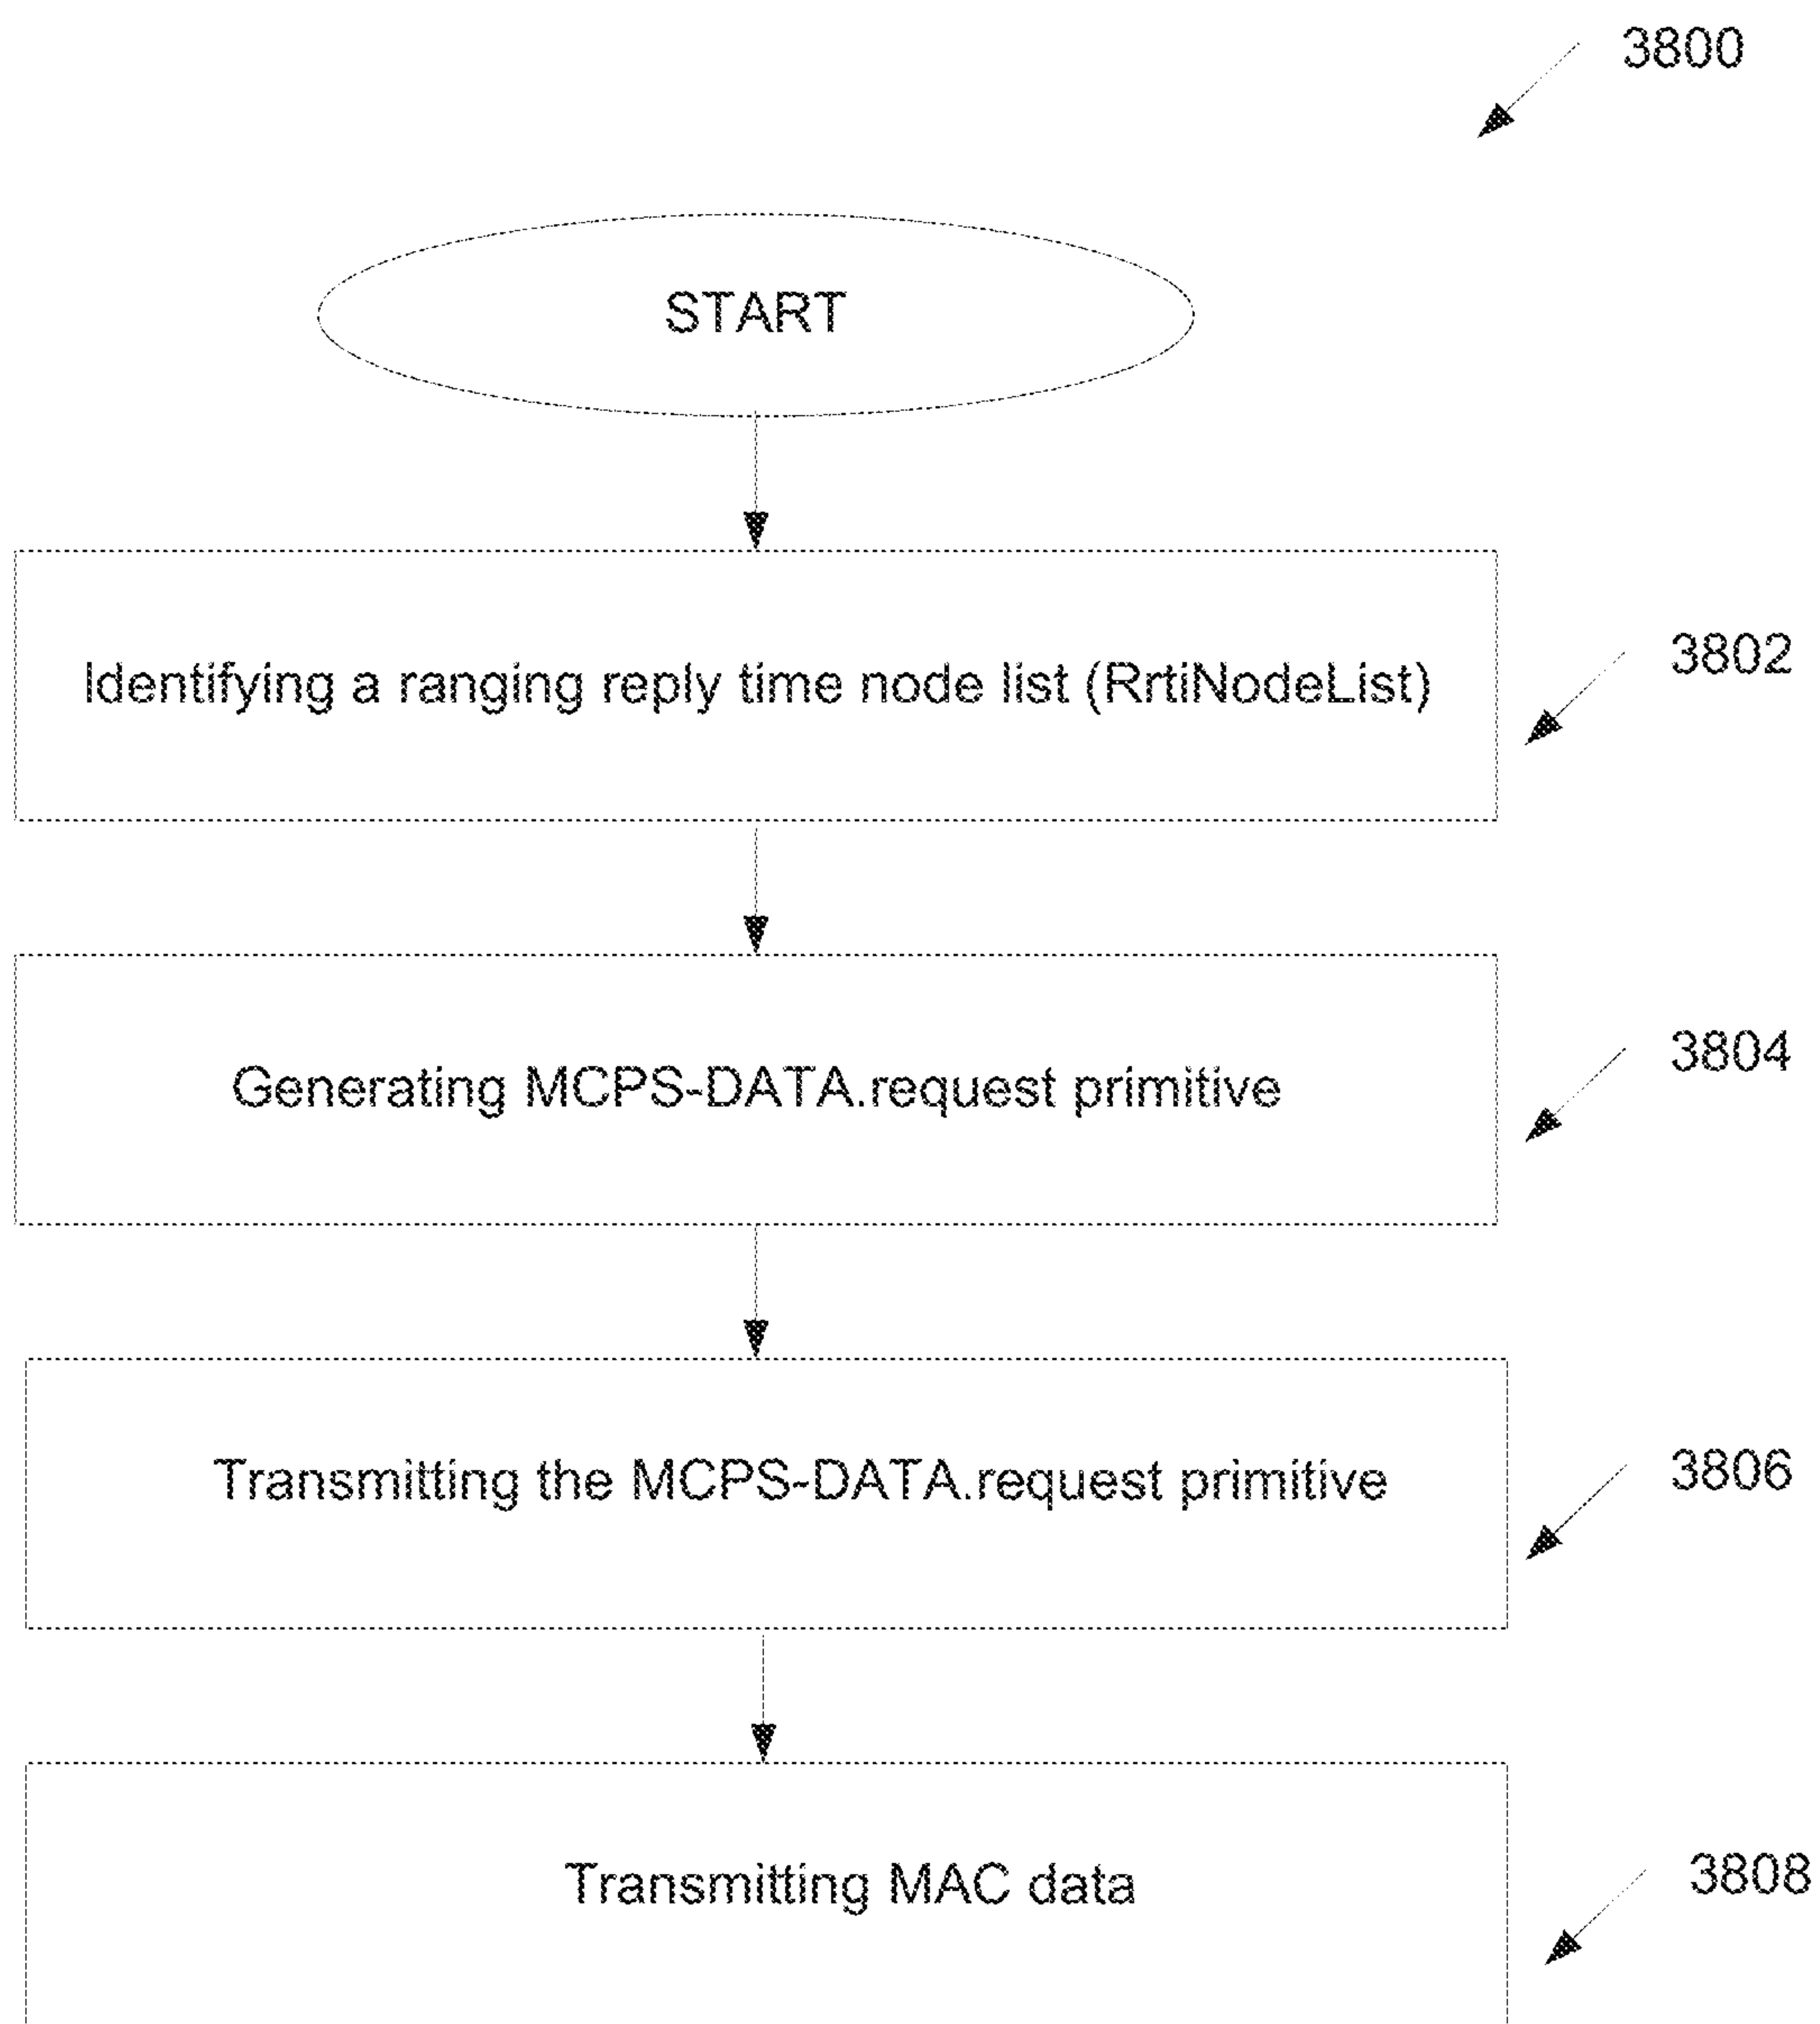 3800
START
Identifying a ranging reply time node list (RrtiNodeList)
3802
Generating MCPS-DATA.request primitive
3804
Transmitting the MCPS-DATA.request primitive
3806
Transmitting MAC data
3808